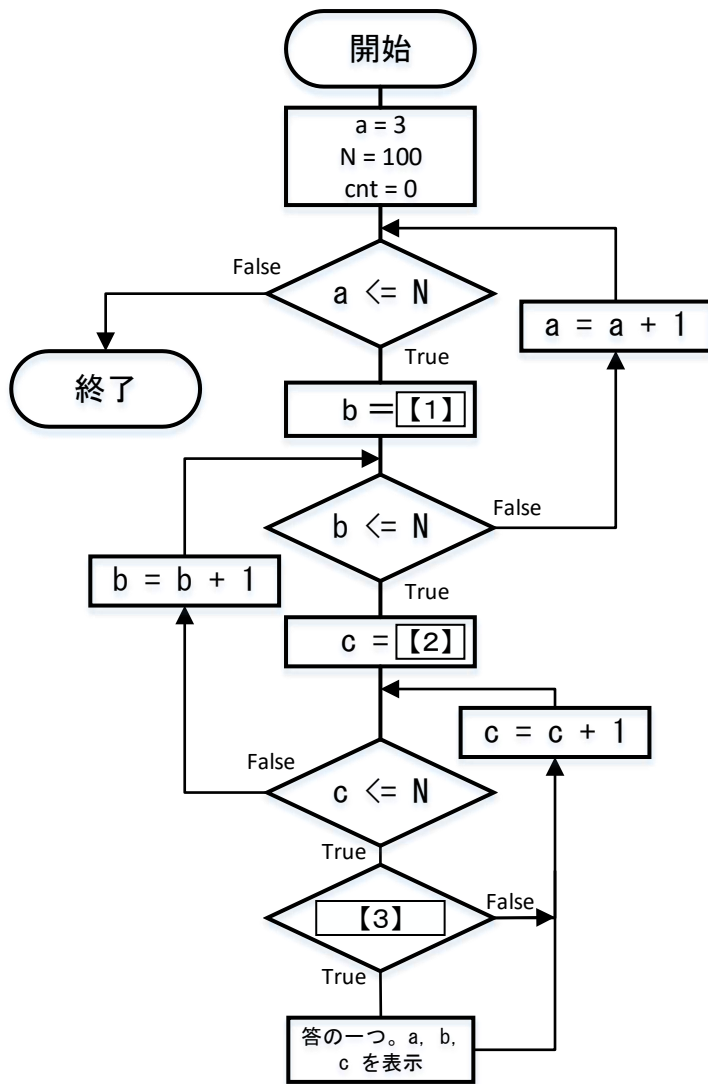 開始
a = 3
N = 100
cnt = 0
False
a <= N
a = a + 1
True
終了
b = 【1】
False
b <= N
b = b + 1
True
c = 【2】
c = c + 1
False
c <= N
True
【3】
False
True
答の一つ。a, b,
c を表示